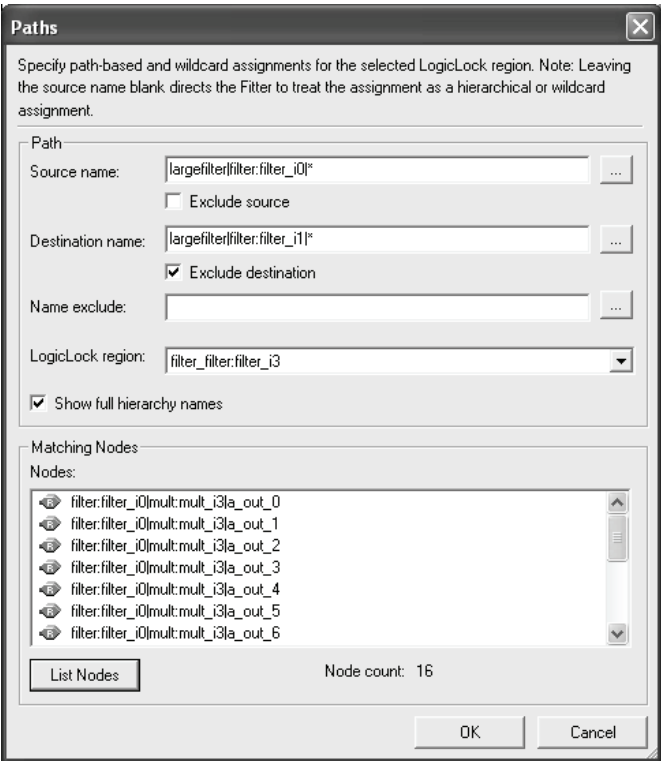 Paths
Specify path-based and wildcard assignments for the selected LogicLock region. Note: Leaving
the source name blank directs the Fitter to treat the assignment as a hierarchical or wildcard
assignment.
Path
Source name:
largefilter|filter:filter_i0|*
...
Exclude source
Destination name:
largefilter|filter:filter_i1|*
...
Exclude destination
Name exclude:
...
LogicLock region:
filter_filter:filter_i3
Show full hierarchy names
Matching Nodes
Nodes:
filter:filter_i0|mult:mult_i3|a_out_0
filter:filter_i0|mult:mult_i3|a_out_1
filter:filter_i0|mult:mult_i3|a_out_2
filter:filter_i0|mult:mult_i3|a_out_3
filter:filter_i0|mult:mult_i3|a_out_4
filter:filter_i0|mult:mult_i3|a_out_5
filter:filter_i0|mult:mult_i3|a_out_6
List Nodes
Node count: 16
OK
Cancel